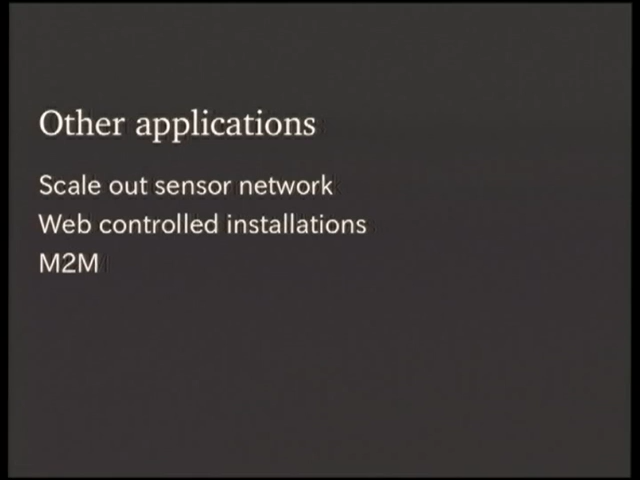 Other applications
Scale out sensor network
Web controlled installations
M2M